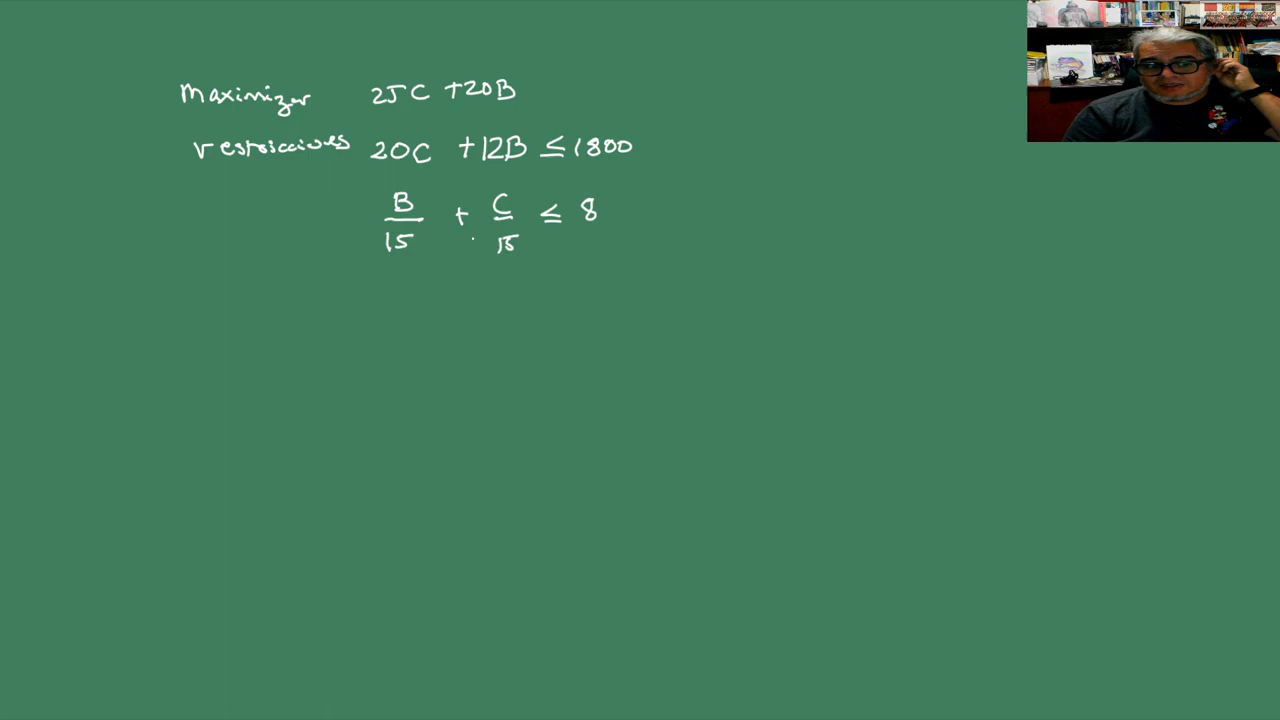 Maximizar 25C + 20B
restricciones 20C + 12B ≤ 1800
B/15 + C/15 ≤ 8